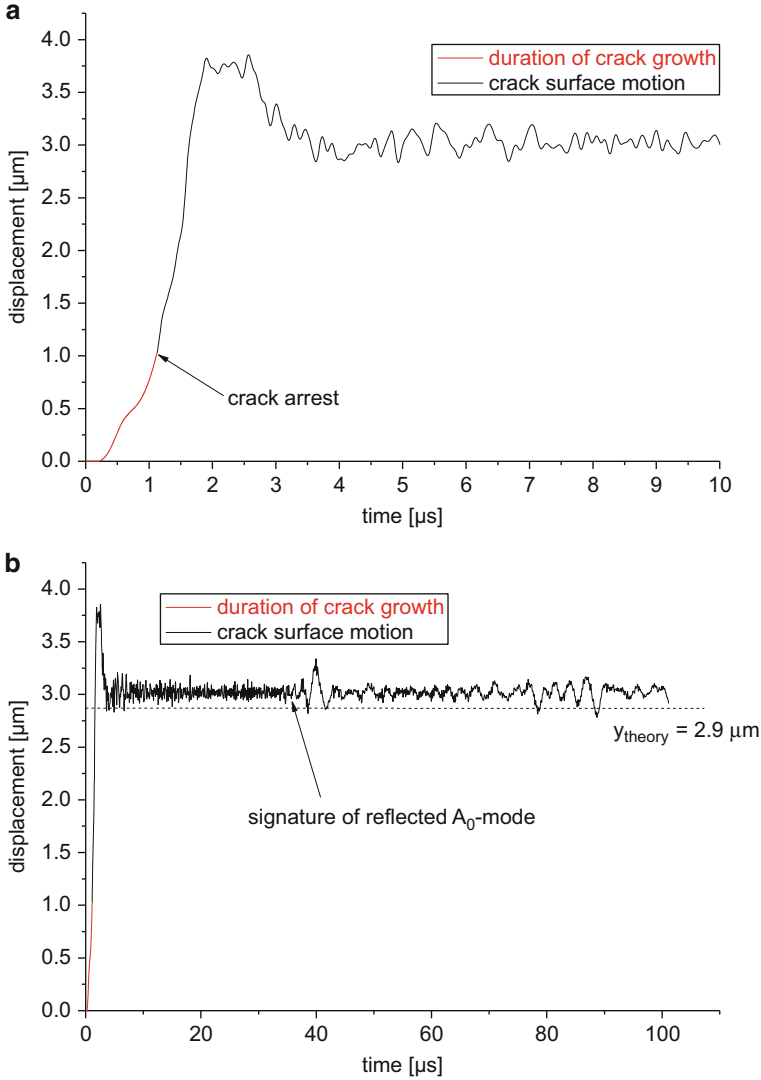 a
duration of crack growth
crack surface motion
displacement [µm]
4.0
3.5
3.0
2.5
2.0
1.5
1.0
0.5
0.0
crack arrest
0 1 2 3 4 5 6 7 8 9 10
time [µs]
b
duration of crack growth
crack surface motion
displacement [µm]
4.0
3.5
3.0
2.5
2.0
1.5
1.0
0.5
0.0
y_theory = 2.9 µm
signature of reflected A₀-mode
0 20 40 60 80 100
time [µs]